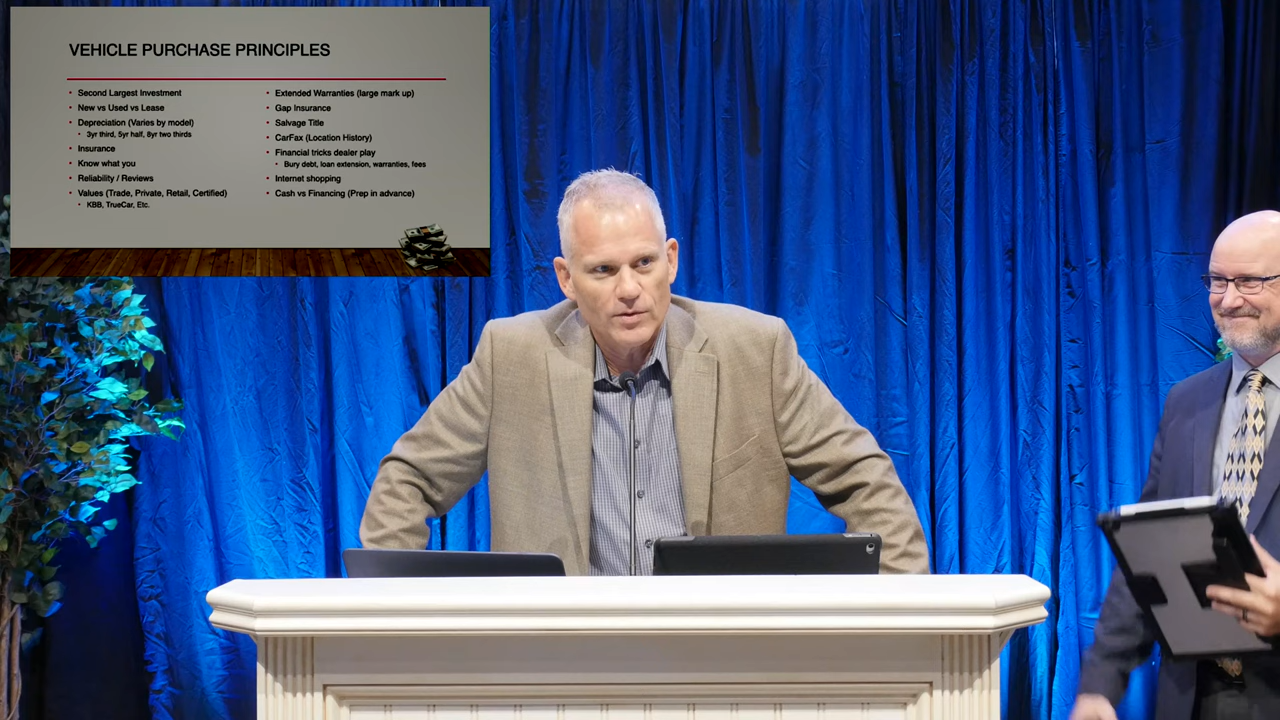 VEHICLE PURCHASE PRINCIPLES
• Second Largest Investment
• New vs Used vs Lease
• Depreciation (Varies by model)
• 3yr third, 5yr half, 8yr two thirds
• Insurance
• Know what you
• Reliability / Reviews
• Values (Trade, Private, Retail, Certified)
• KBB, TrueCar, Etc.
• Extended Warranties (large mark up)
• Gap Insurance
• Salvage Title
• CarFax (Location History)
• Financial tricks dealer play
• Bury debt, loan extension, warranties, fees
• Internet shopping
• Cash vs Financing (Prep in advance)